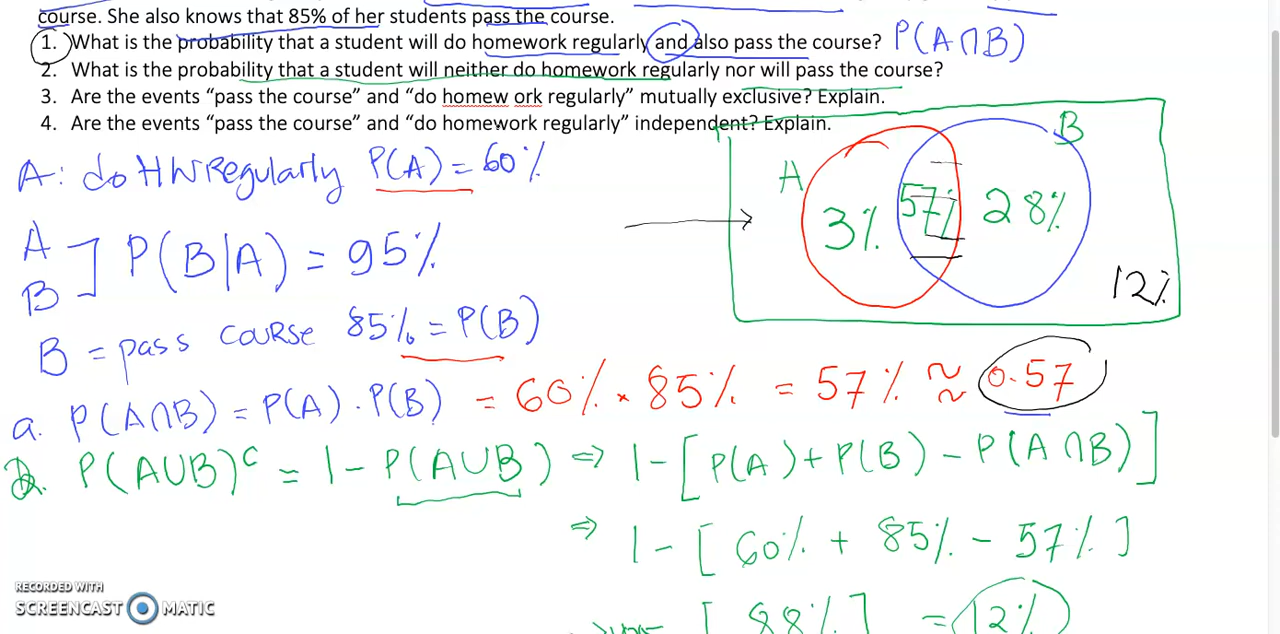 course. She also knows that 85% of her students pass the course.
1. What is the probability that a student will do homework regularly and also pass the course? P(A∩B)
2. What is the probability that a student will neither do homework regularly nor will pass the course?
3. Are the events “pass the course” and “do homew ork regularly” mutually exclusive? Explain.
4. Are the events “pass the course” and “do homework regularly” independent? Explain.
A: do HW Regularly P(A) = 60%
A
B ] P(B|A) = 95%
B = pass course 85% = P(B)
A B
3% 57% 28%
12%
a. P(A∩B) = P(A) · P(B) = 60% × 85% = 57% ≈ 0.57
P(A∪B)ᶜ = 1 - P(A∪B) ⇒ 1 - [P(A) + P(B) - P(A∩B)]
⇒ 1 - [60% + 85% - 57%]
[88%] = 12%
RECORDED WITH
SCREENCAST MATIC